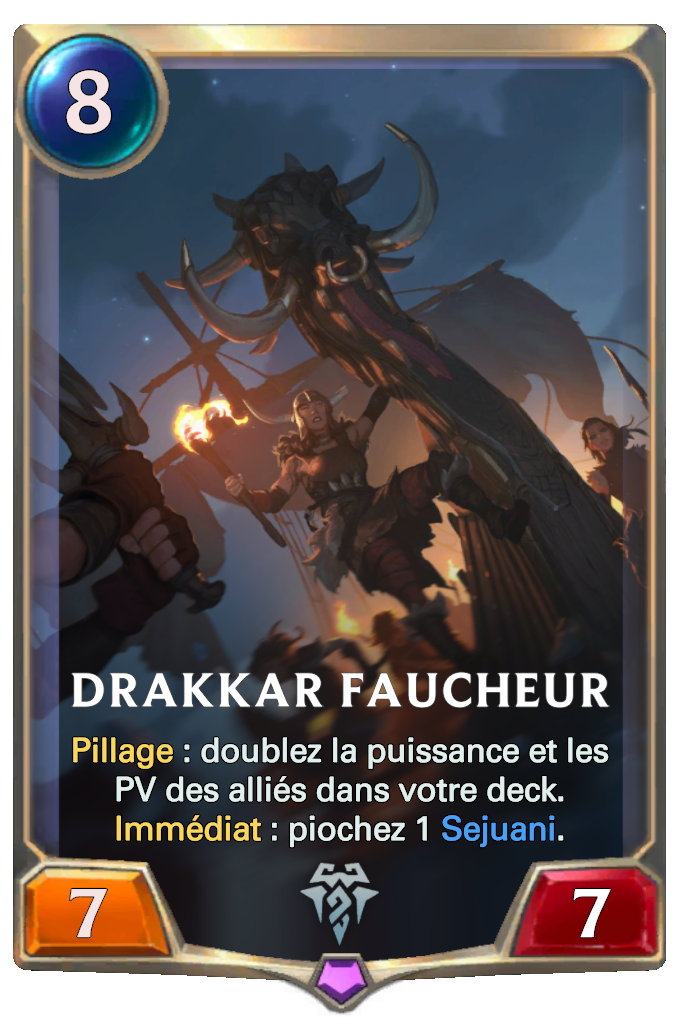 8
DRAKKAR FAUCHEUR
Pillage : doublez la puissance et les
PV des alliés dans votre deck.
Immédiat : piochez 1 Sejuani.
7
7